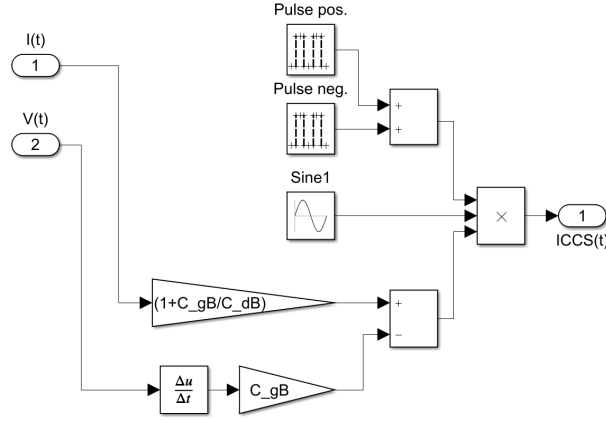 Pulse pos.
I(t)
1
+
+
Pulse neg.
V(t)
2
Sine1
×
1
ICCS(t)
(1+C_gB/C_dB)
+
−
Δu
Δt
C_gB